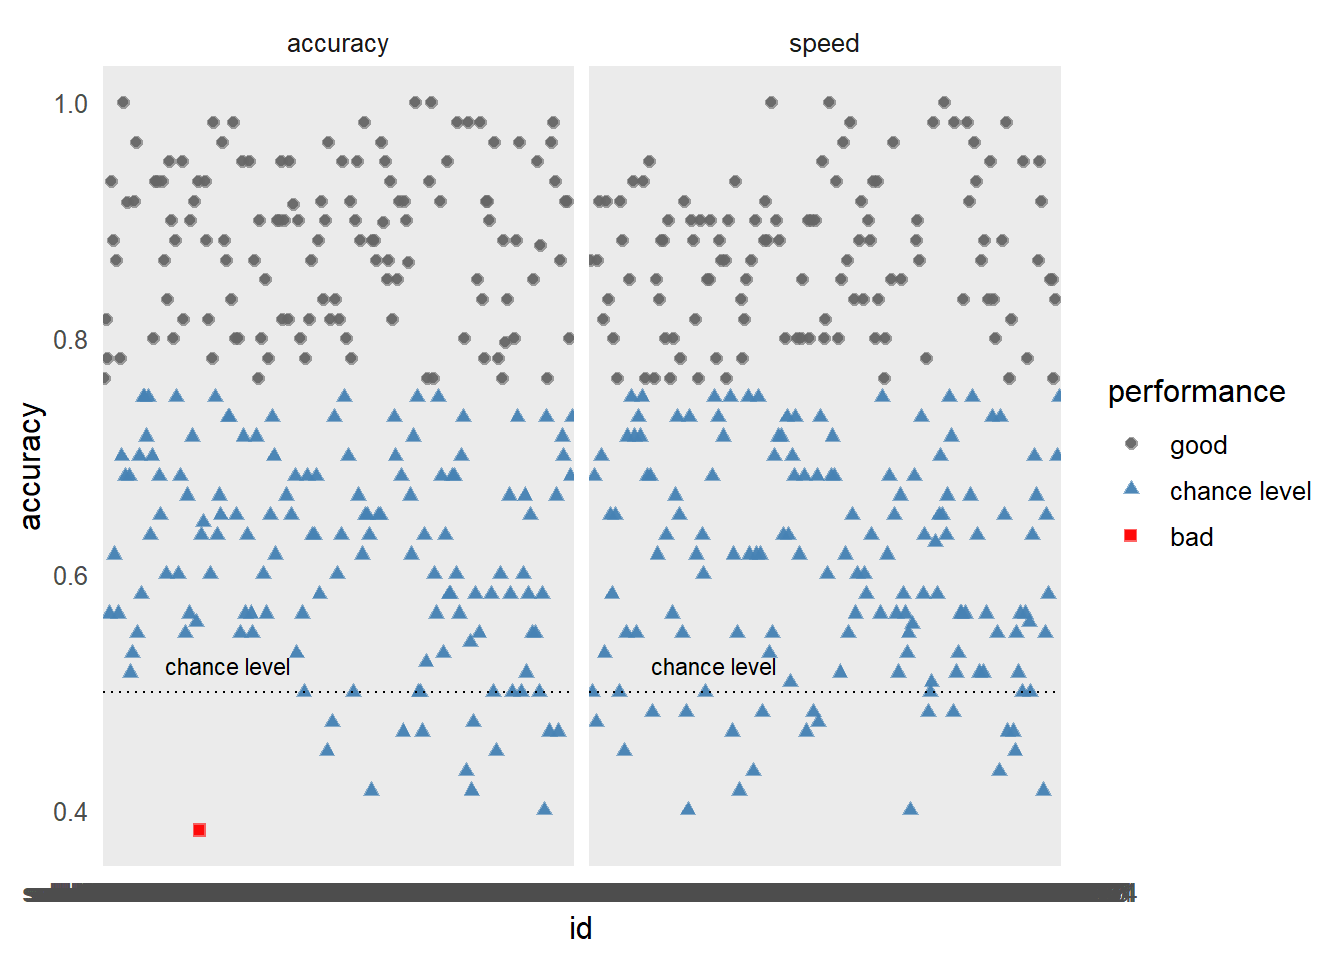 accuracy
speed
1.0
0.8
0.6
0.4
accuracy
chance level
chance level
id
performance
good
chance level
bad